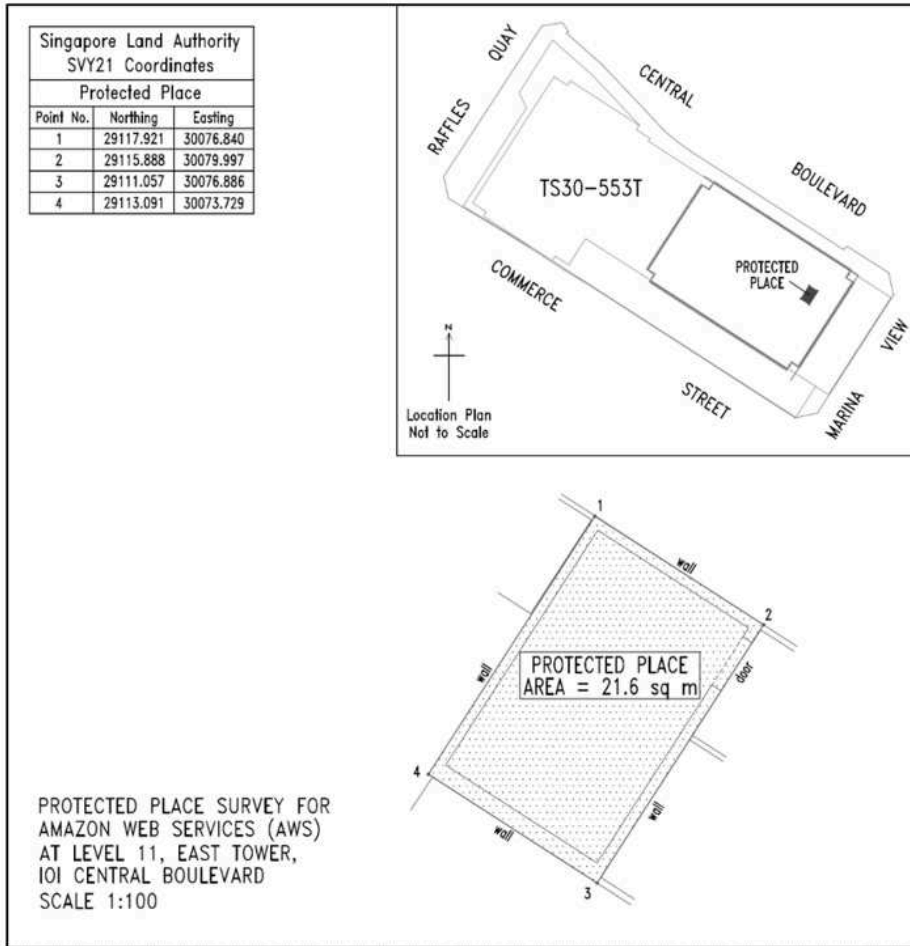 Singapore Land Authority
SVY21 Coordinates
Protected Place
Point No. Northing Easting
1 29117.921 30076.840
2 29115.888 30079.997
3 29111.057 30076.886
4 29113.091 30073.729
RAFFLES QUAY
CENTRAL BOULEVARD
TS30-553T
PROTECTED
PLACE
COMMERCE STREET
MARINA VIEW
N
Location Plan
Not to Scale
1
wall
2
door
PROTECTED PLACE
AREA = 21.6 sq m
wall
4
wall
wall
3
PROTECTED PLACE SURVEY FOR
AMAZON WEB SERVICES (AWS)
AT LEVEL 11, EAST TOWER,
IOI CENTRAL BOULEVARD
SCALE 1:100